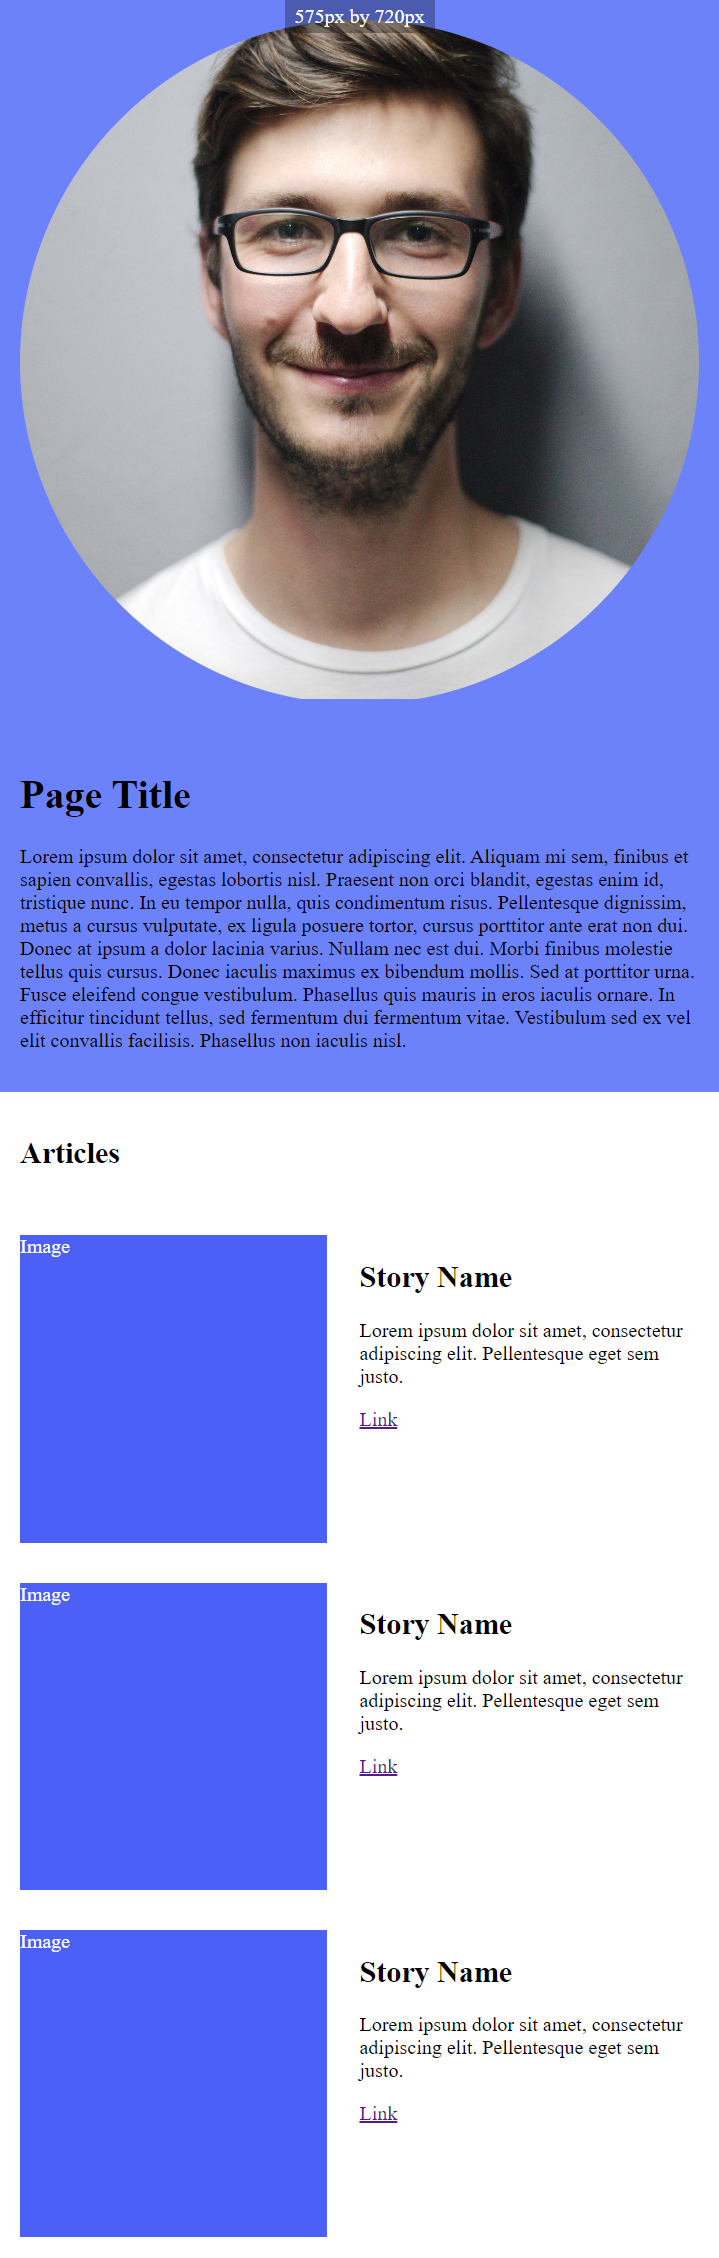 575px by 720px
Page Title
Lorem ipsum dolor sit amet, consectetur adipiscing elit. Aliquam mi sem, finibus et
sapien convallis, egestas lobortis nisl. Praesent non orci blandit, egestas enim id,
tristique nunc. In eu tempor nulla, quis condimentum risus. Pellentesque dignissim,
metus a cursus vulputate, ex ligula posuere tortor, cursus porttitor ante erat non dui.
Donec at ipsum a dolor lacinia varius. Nullam nec est dui. Morbi finibus molestie
tellus quis cursus. Donec iaculis maximus ex bibendum mollis. Sed at porttitor urna.
Fusce eleifend congue vestibulum. Phasellus quis mauris in eros iaculis ornare. In
efficitur tincidunt tellus, sed fermentum dui fermentum vitae. Vestibulum sed ex vel
elit convallis facilisis. Phasellus non iaculis nisl.
Articles
Image
Story Name
Lorem ipsum dolor sit amet, consectetur
adipiscing elit. Pellentesque eget sem
justo.
Link
Image
Story Name
Lorem ipsum dolor sit amet, consectetur
adipiscing elit. Pellentesque eget sem
justo.
Link
Image
Story Name
Lorem ipsum dolor sit amet, consectetur
adipiscing elit. Pellentesque eget sem
justo.
Link